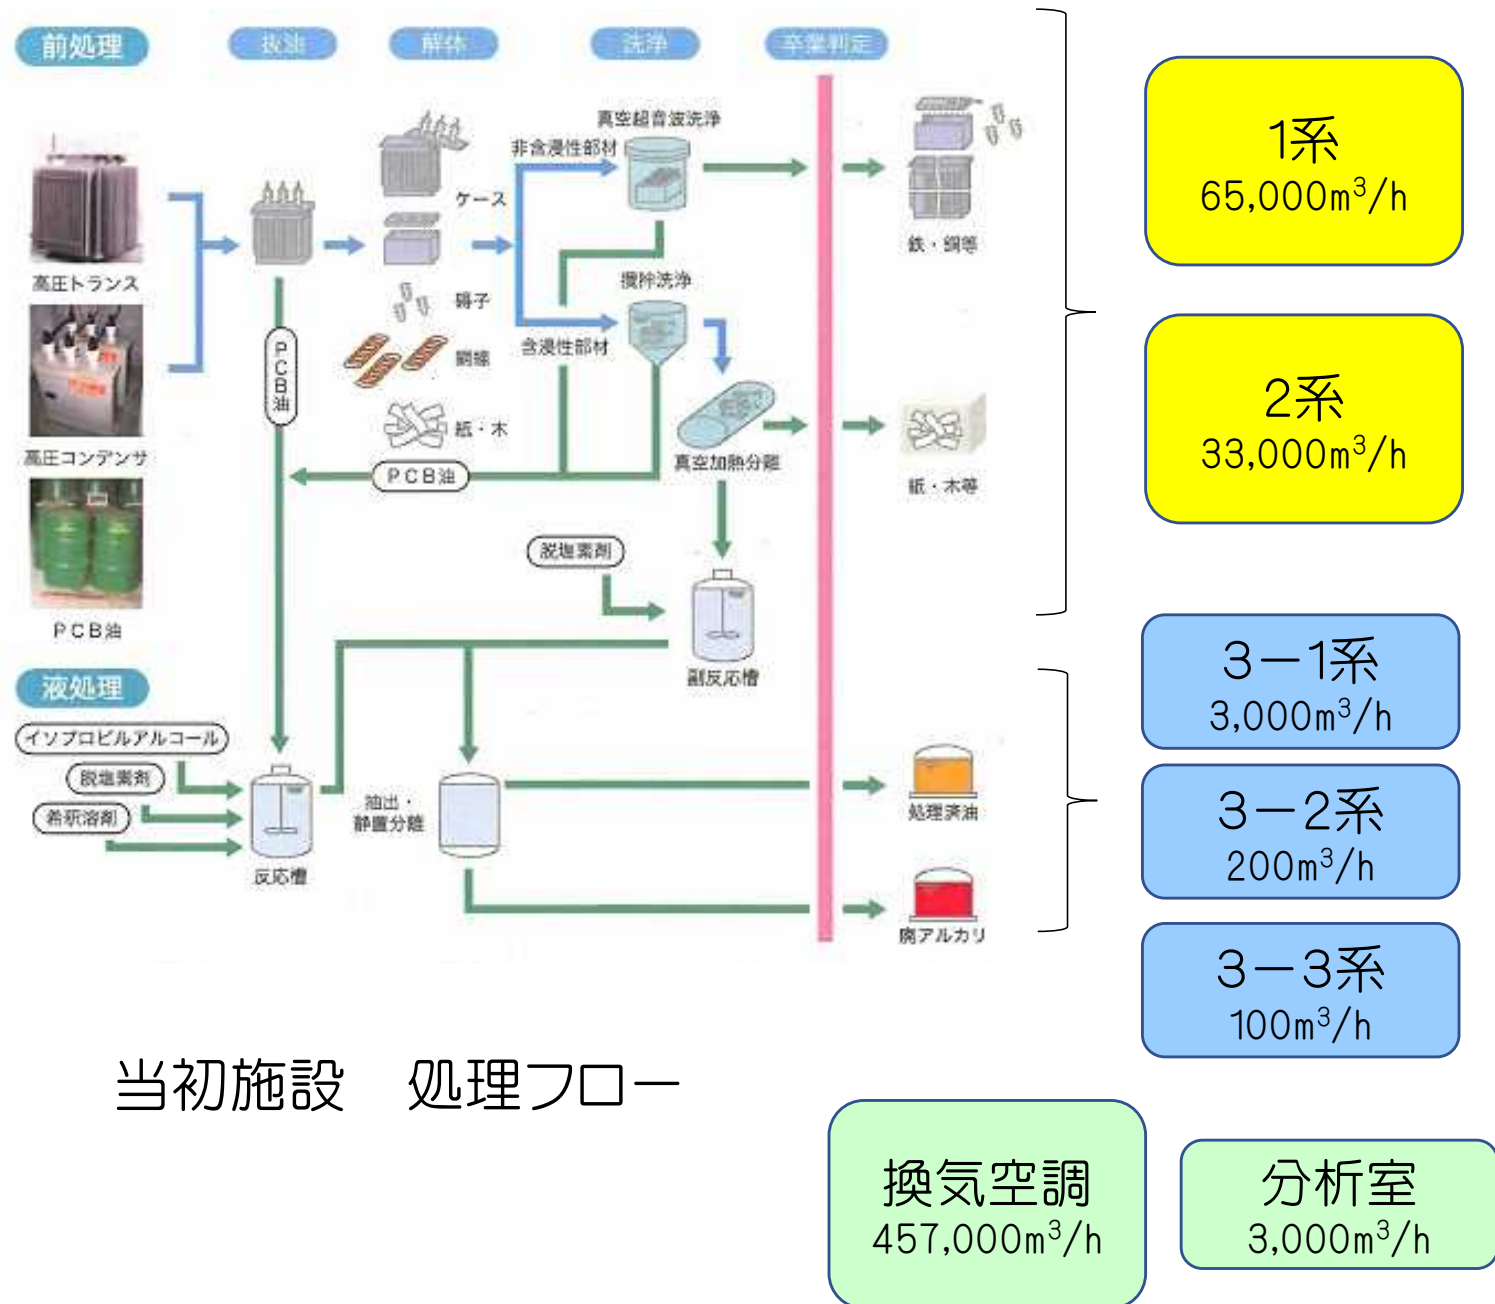 前処理
抜油
解体
洗浄
卒業判定
真空超音波洗浄
非含浸性部材
ケース
鉄・銅等
高圧トランス
攪拌洗浄
碍子
含浸性部材
銅線
PCB油
紙・木
高圧コンデンサ
PCB油
真空加熱分離
紙・木等
脱塩素剤
PCB油
副反応槽
液処理
イソプロピルアルコール
脱塩素剤
希釈溶剤
反応槽
抽出・
静置分離
処理済油
廃アルカリ
1系
65,000m³/h
2系
33,000m³/h
3－1系
3,000m³/h
3－2系
200m³/h
3－3系
100m³/h
当初施設　処理フロー
換気空調
457,000m³/h
分析室
3,000m³/h